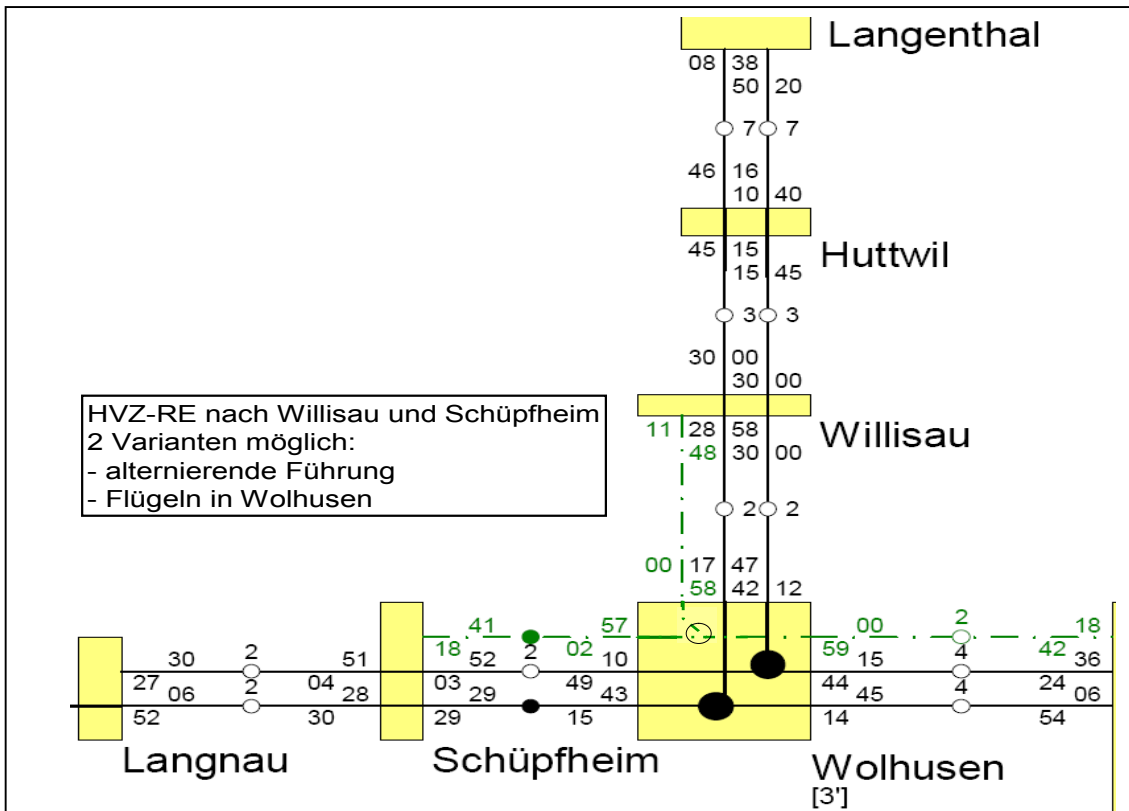 Langenthal
08 38
50 20
7 7
46 16
10 40
Huttwil
45 15
15 45
3 3
30 00
30 00
HVZ-RE nach Willisau und Schüpfheim
2 Varianten möglich:
- alternierende Führung
- Flügeln in Wolhusen
Willisau
11 28 58
48 30 00
2 2
00 17 47
58 42 12
41 57 00 2 18
18 02 59 42
30 2 51 52 2 10 15 4 36
27 04 03 49 44 24
06 2 28 29 43 45 4 06
52 30 29 15 14 54
Langnau
Schüpfheim
Wolhusen
[3']